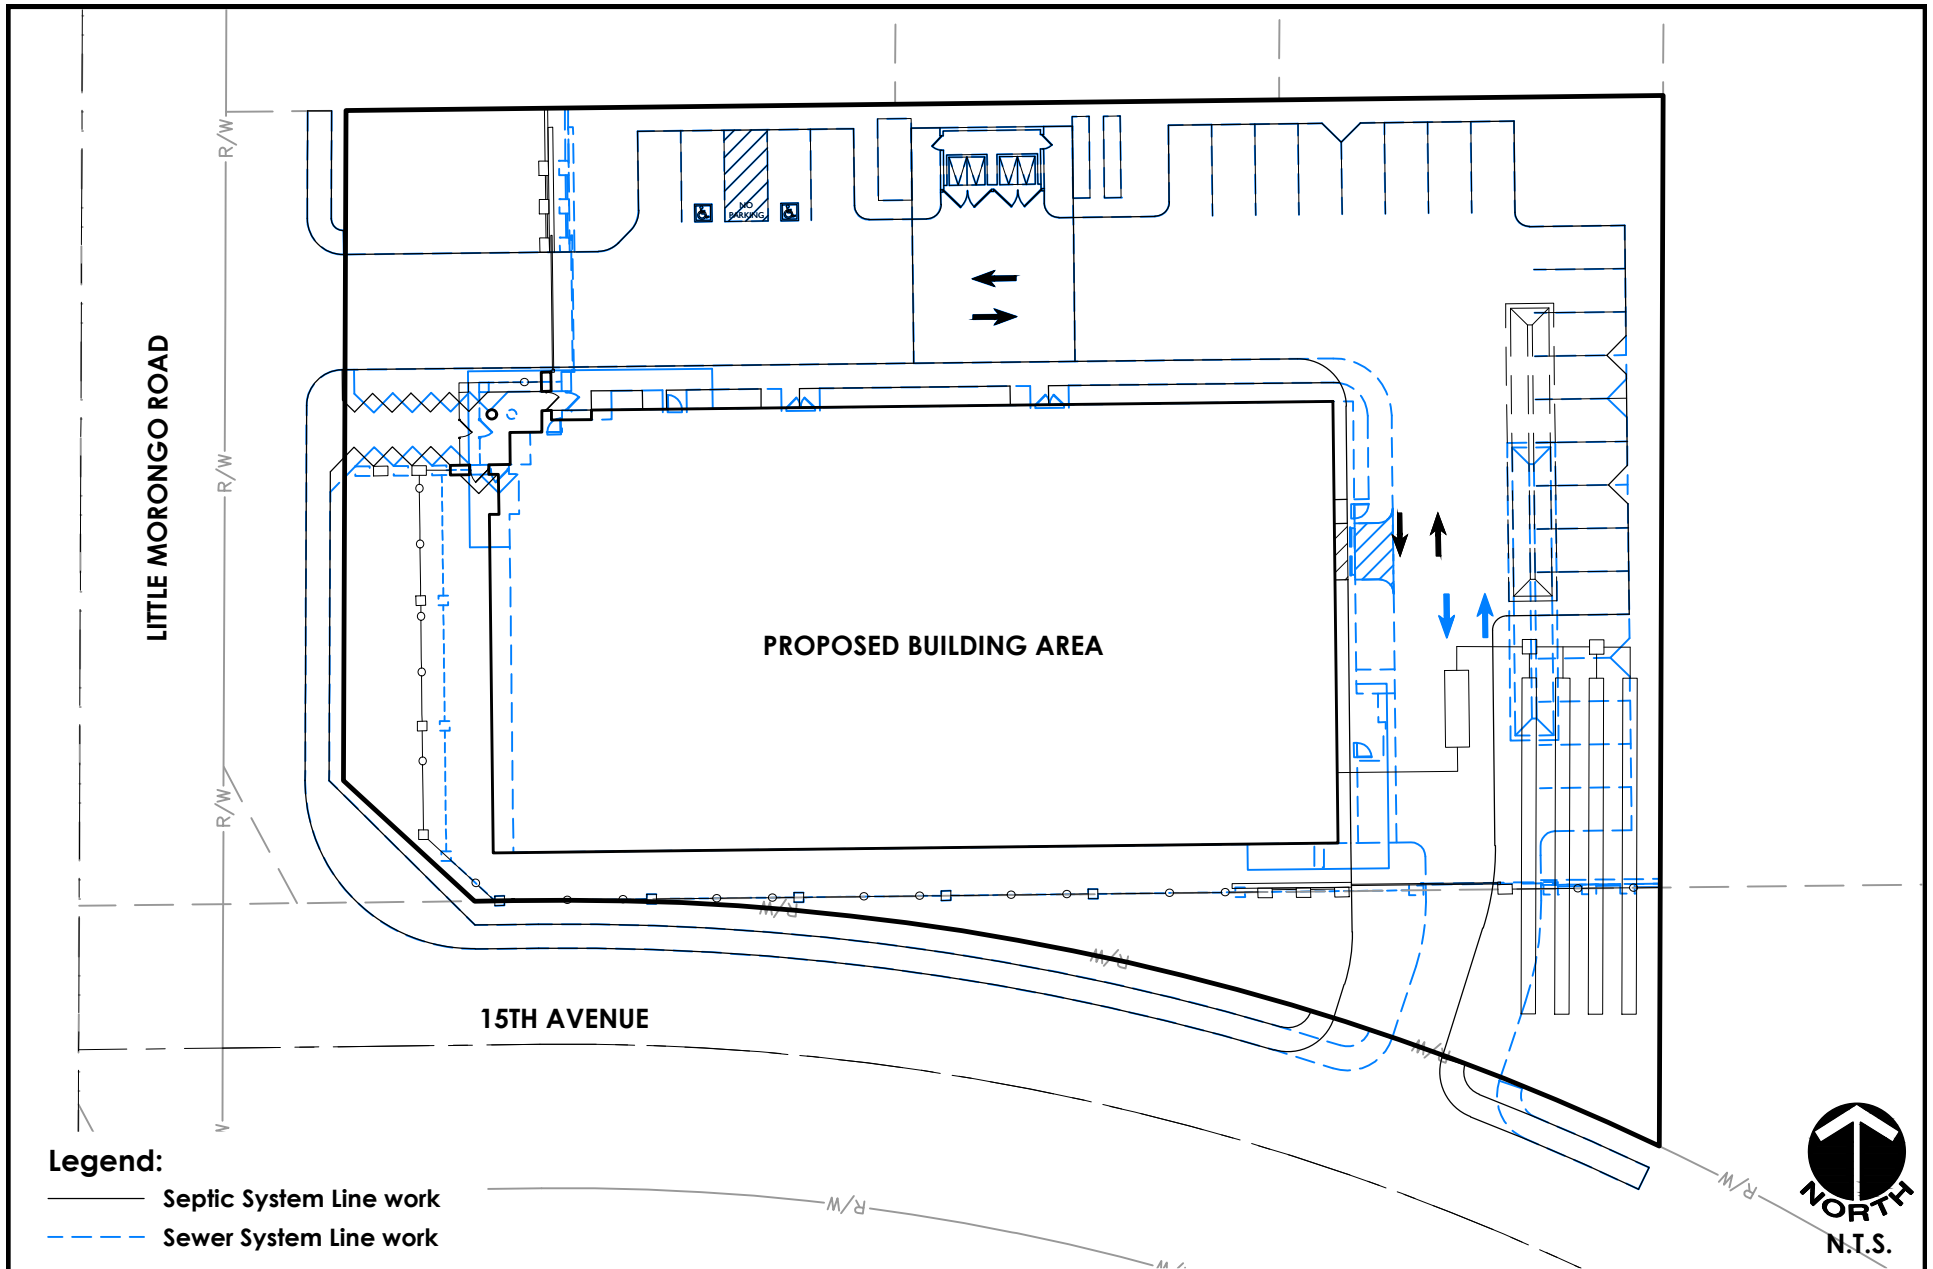 R/W
NO
PARKING
LITTLE MORONGO ROAD
R/W
PROPOSED BUILDING AREA
R/W
R/W
R/W
15TH AVENUE
R/W
Legend:
Septic System Line work
Sewer System Line work
R/W
R/W
NORTH
N.T.S.